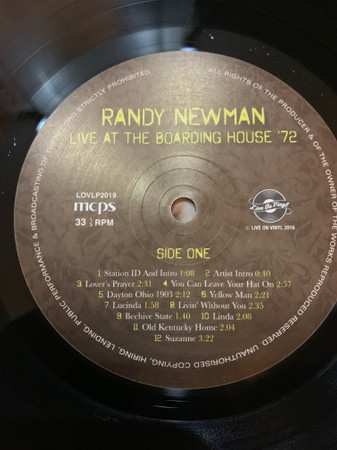 RANDY NEWMAN
LIVE AT THE BOARDING HOUSE '72
LOVLP2019
mcps
33 ⅓ RPM
Live On Vinyl
© LIVE ON VINYL 2016
SIDE ONE
1 Station ID And Intro 1:08 2 Artist Intro 0:40
3 Lover's Prayer 2:31 4 You Can Leave Your Hat On 2:57
5 Dayton Ohio 1903 2:12 6 Yellow Man 2:21
7 Lucinda 1.58 8 Livin' Without You 2.35
9 Beehive State 1.40 10 Linda 2.08
11 Old Kentucky Home 2.04
12 Suzanne 3.22
ALL RIGHTS OF THE PRODUCER & OF THE OWNER OF THE WORKS REPRODUCED RESERVED. UNAUTHORISED COPYING, HIRING, LENDING, PUBLIC PERFORMANCE & BROADCASTING OF THIS RECORDING STRICTLY PROHIBITED.